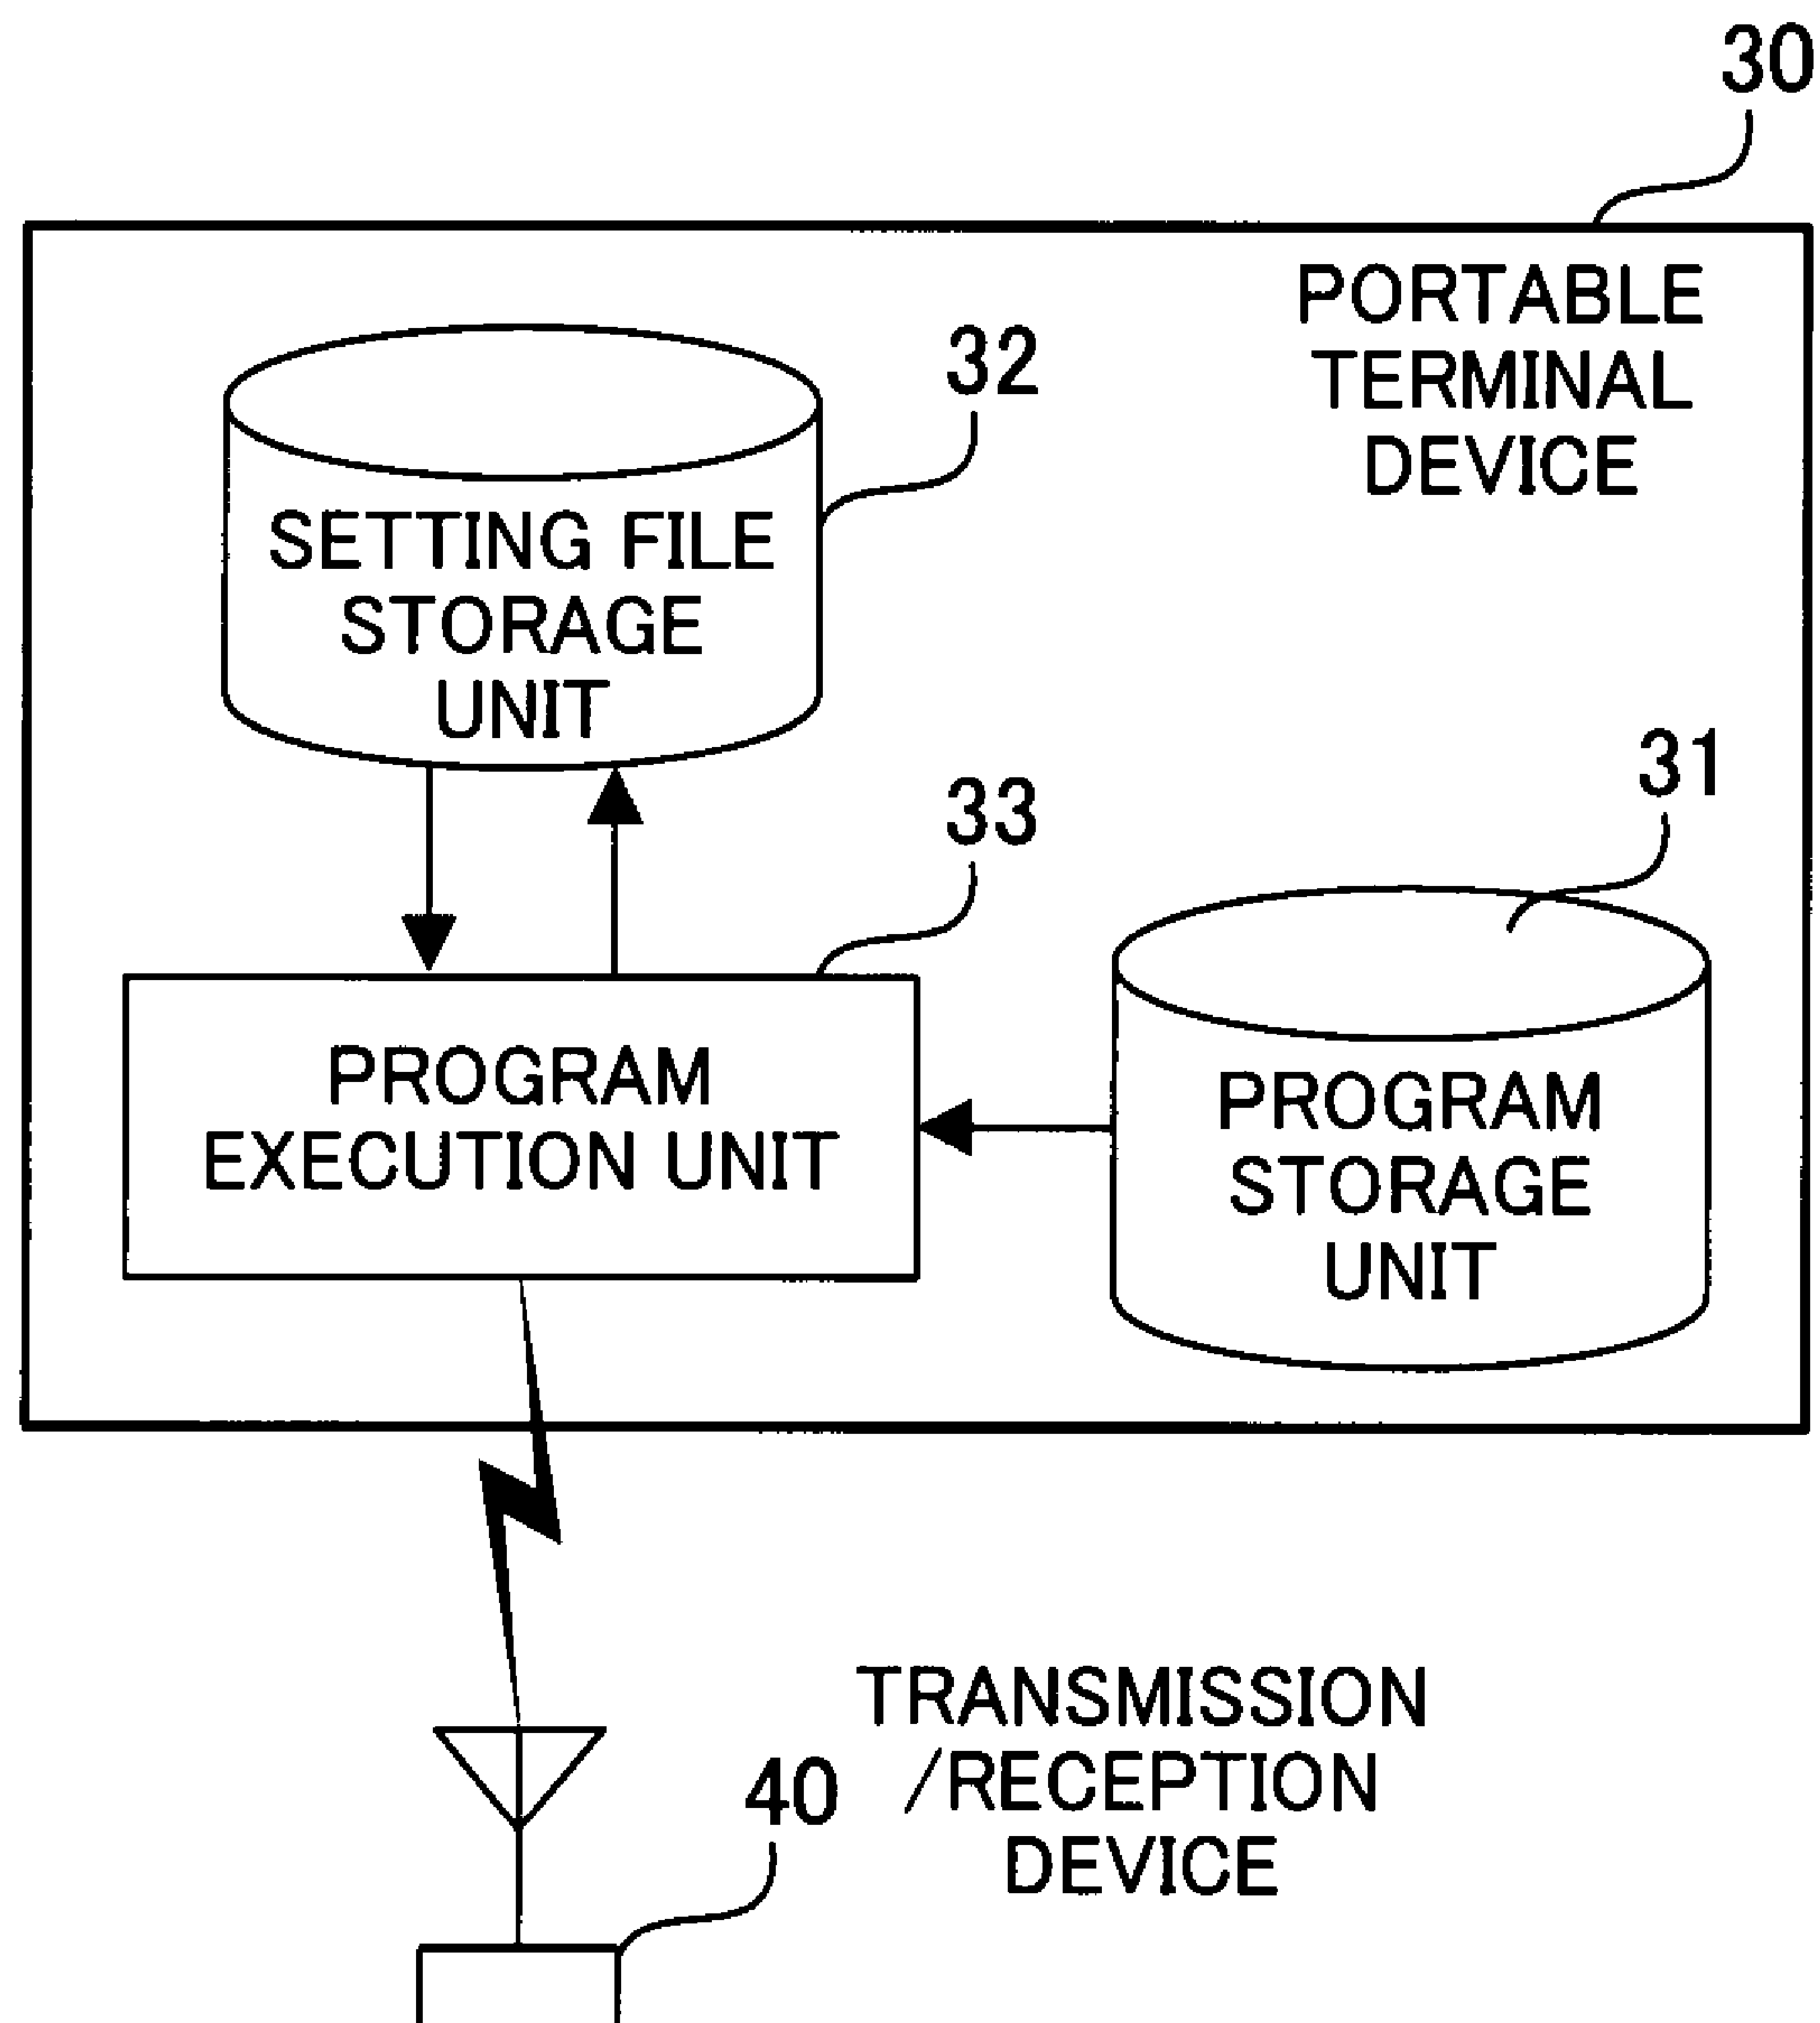 30
PORTABLE
TERMINAL
DEVICE
32
SETTING FILE
STORAGE
UNIT
33
31
PROGRAM
EXECUTION UNIT
PROGRAM
STORAGE
UNIT
TRANSMISSION
/RECEPTION
DEVICE
40